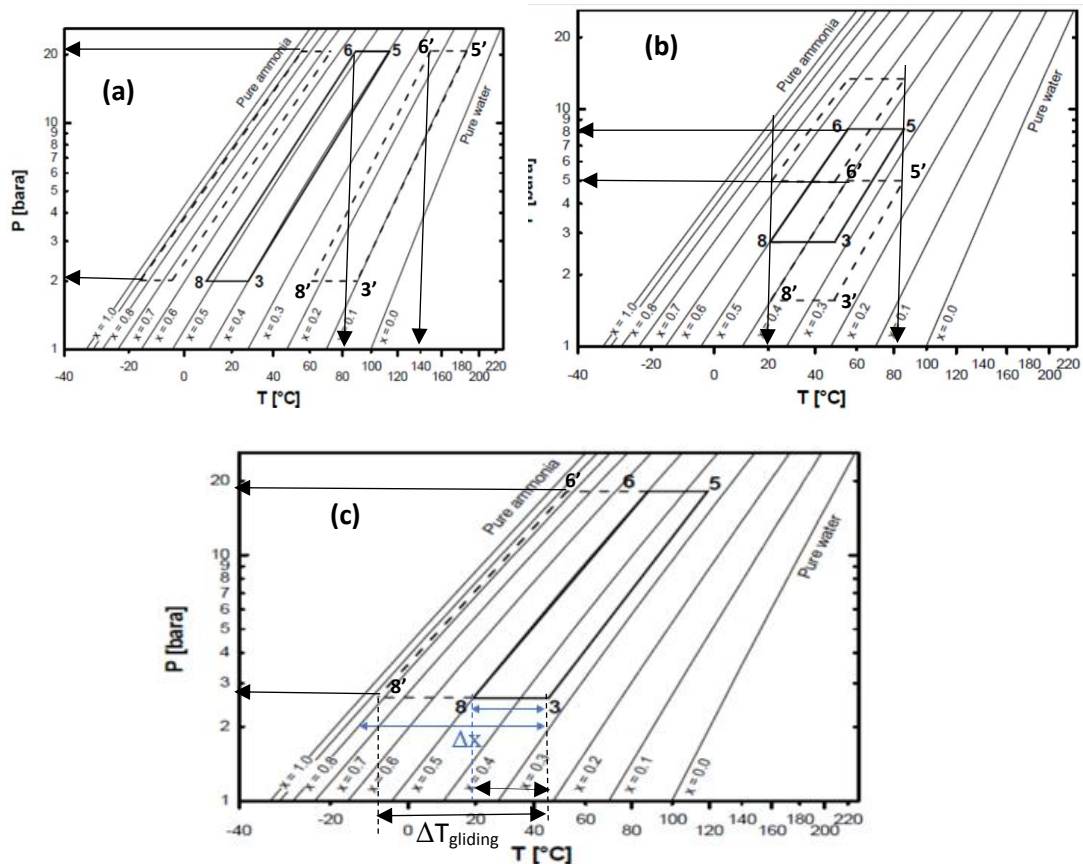 (a)
P [bara]
20
10
9
8
7
6
5
4
3
2
1
Pure ammonia
Pure water
6
5
6'
5'
8
3
8'
3'
x = 1.0
x = 0.8
x = 0.7
x = 0.6
x = 0.5
x = 0.4
x = 0.3
x = 0.2
x = 0.1
x = 0.0
-40 -20 0 20 40 60 80 100 120 140 160 180 200 220
T [°C]
(b)
10
9
8
7
6
5
4
3
2
1
Pure ammonia
Pure water
6
5
6'
5'
8
3
8'
3'
x = 1.0
x = 0.8
x = 0.7
x = 0.6
x = 0.5
x = 0.4
x = 0.3
x = 0.2
x = 0.1
x = 0.0
-40 -20 0 20 40 60 80 100 120 140 160 180 200 220
T [°C]
(c)
P [bara]
20
10
9
8
7
6
5
4
3
2
1
Pure ammonia
Pure water
6'
6
5
8'
8
3
Δx
x = 1.0
x = 0.8
x = 0.7
x = 0.6
x = 0.5
x = 0.4
x = 0.3
x = 0.2
x = 0.1
x = 0.0
-40 -20 0 20 40 60 80 100 120 140 160 180 200 220
ΔTgliding
T [°C]